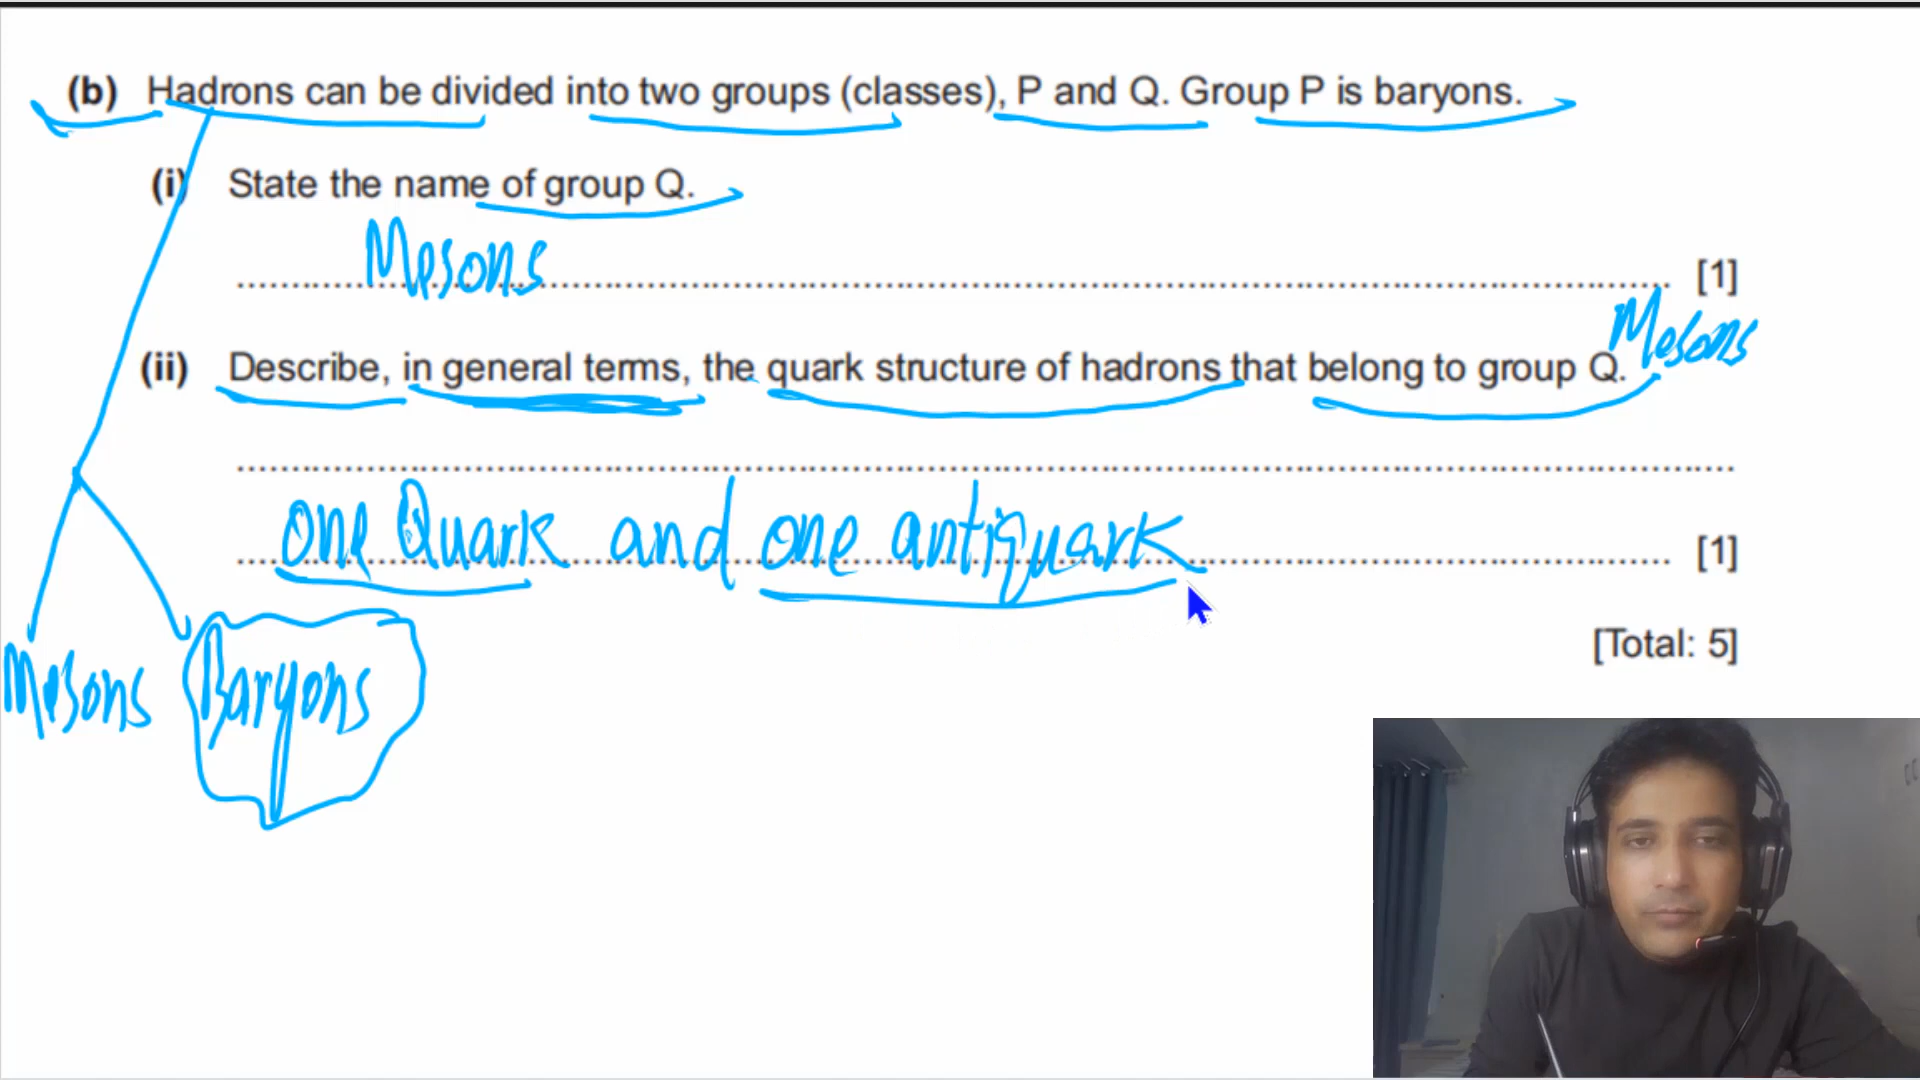 (b) Hadrons can be divided into two groups (classes), P and Q. Group P is baryons.
(i) State the name of group Q.
Mesons [1]
Mesons
(ii) Describe, in general terms, the quark structure of hadrons that belong to group Q.
one Quark and one antiquark [1]
[Total: 5]
Mesons Baryons